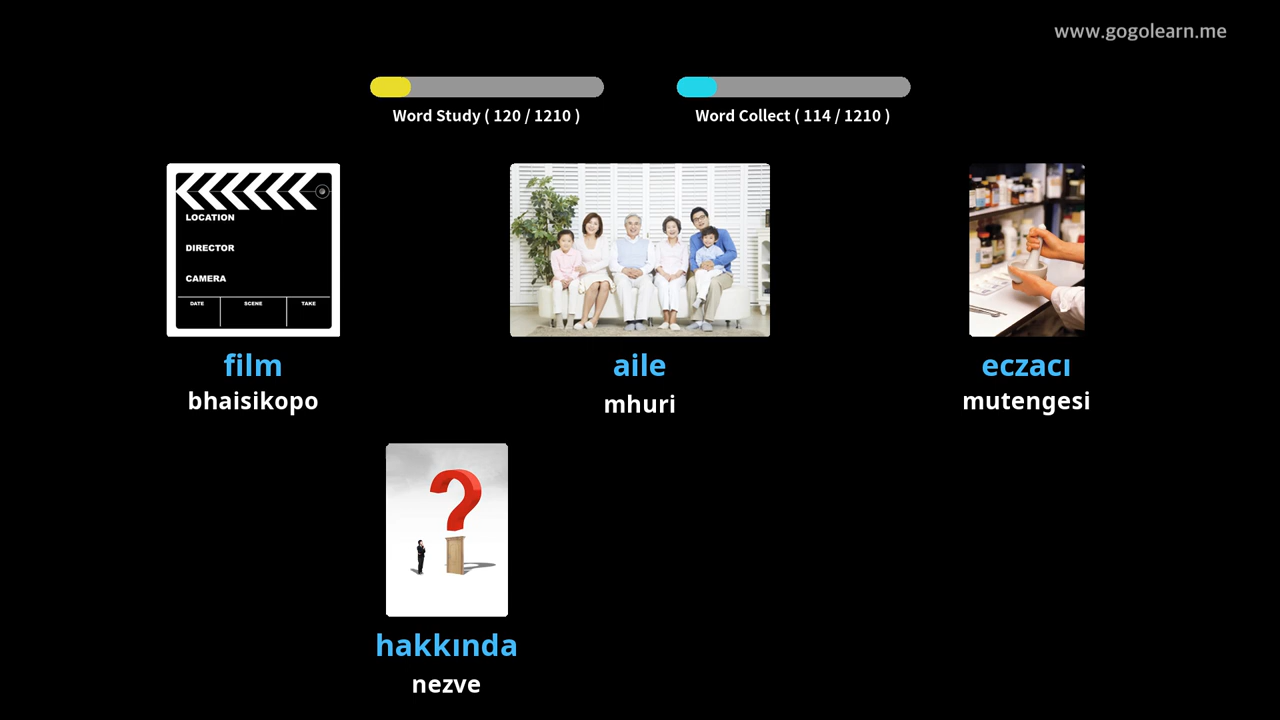 www.gogolearn.me
Word Study ( 120 / 1210 )
Word Collect ( 114 / 1210 )
LOCATION
DIRECTOR
CAMERA
DATE SCENE TAKE
film
aile
eczacı
bhaisikopo
mhuri
mutengesi
hakkında
nezve